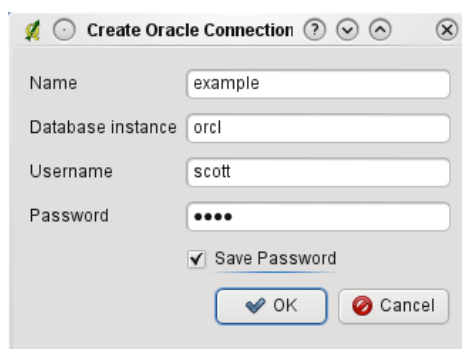 Create Oracle Connection
Name example
Database instance orcl
Username scott
Password ●●●●
Save Password
OK Cancel